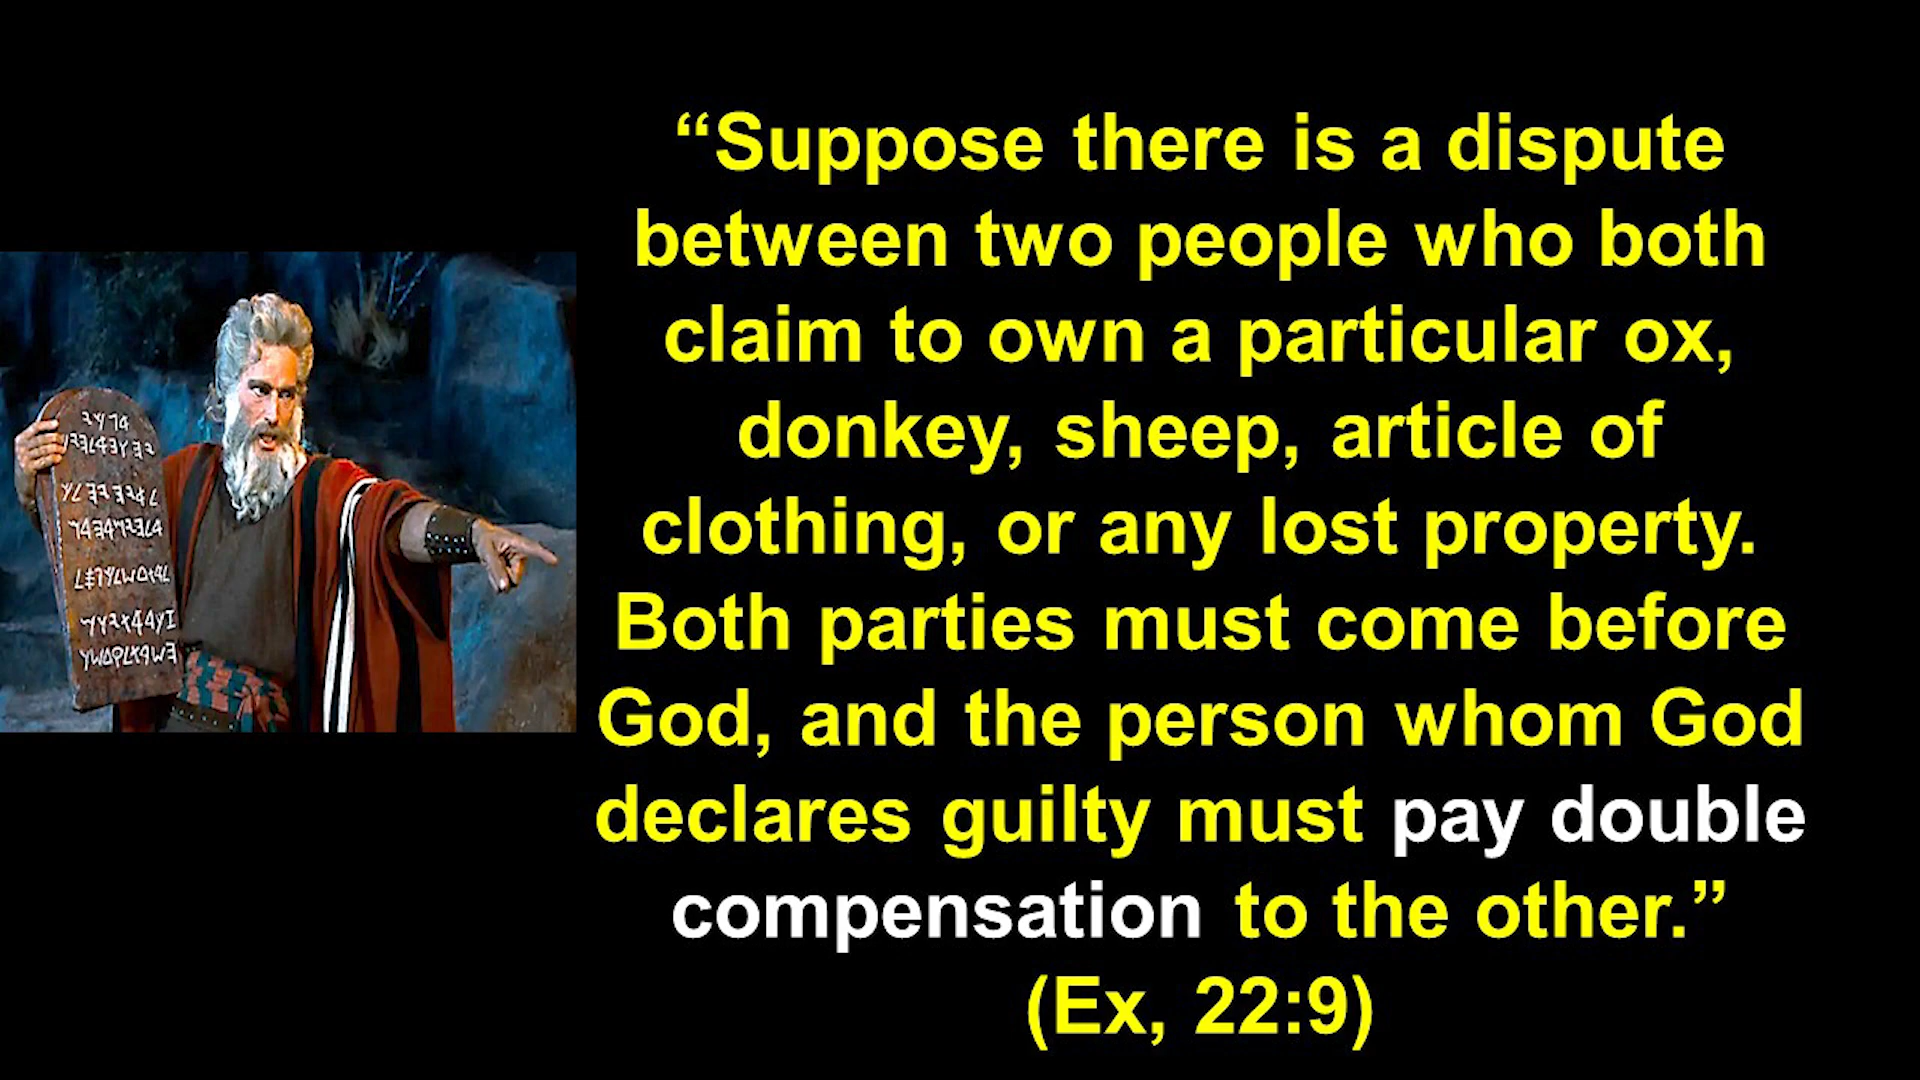 “Suppose there is a dispute
between two people who both
claim to own a particular ox,
donkey, sheep, article of
clothing, or any lost property.
Both parties must come before
God, and the person whom God
declares guilty must pay double
compensation to the other.”
(Ex, 22:9)